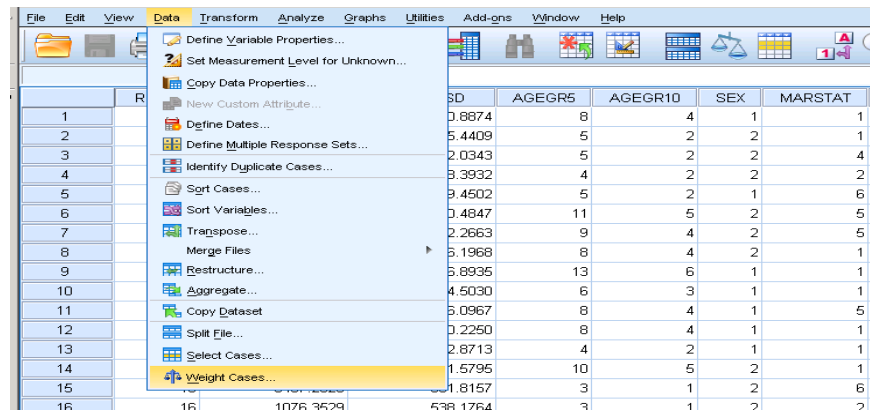 File Edit View Data Transform Analyze Graphs Utilities Add-ons Window Help
Define Variable Properties...
Set Measurement Level for Unknown...
Copy Data Properties...
New Custom Attribute...
Define Dates...
Define Multiple Response Sets...
Identify Duplicate Cases...
Sort Cases...
Sort Variables...
Transpose...
Merge Files
Restructure...
Aggregate...
Copy Dataset
Split File...
Select Cases...
Weight Cases...
R SD AGEGR5 AGEGR10 SEX MARSTAT
1 0.8874 8 4 1 1
2 5.4409 5 2 2 1
3 2.0343 5 2 2 4
4 8.3932 4 2 2 2
5 9.4502 5 2 1 6
6 0.4847 11 5 2 5
7 2.2663 9 4 2 5
8 6.1968 8 4 2 1
9 6.8935 13 6 1 1
10 4.5030 6 3 1 1
11 6.0967 8 4 1 5
12 0.2250 8 4 1 1
13 2.8713 4 2 1 1
14 1.5795 10 5 2 1
15 1.8157 3 1 2 6
16 16 1076.3529 538.1764 3 1 2 2